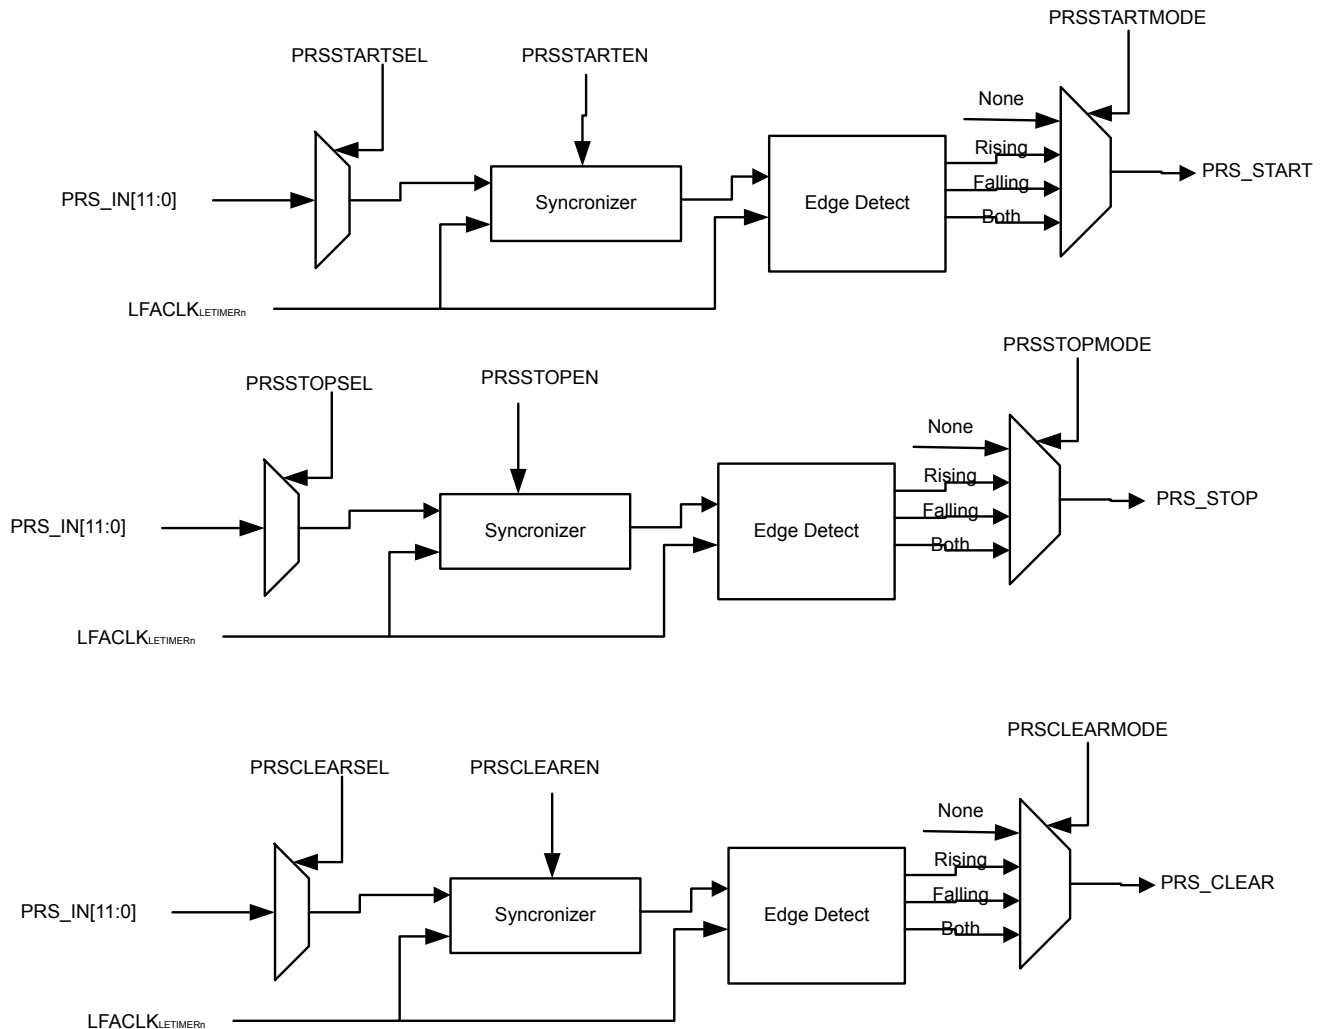 PRSSTARTMODE
PRSSTARTSEL
PRSSTARTEN
None
Rising
Falling
Both
PRS_IN[11:0]
Syncronizer
Edge Detect
PRS_START
LFACLKLETIMERn
PRSSTOPMODE
PRSSTOPSEL
PRSSTOPEN
None
Rising
Falling
Both
PRS_IN[11:0]
Syncronizer
Edge Detect
PRS_STOP
LFACLKLETIMERn
PRSCLEARMODE
PRSCLEARSEL
PRSCLEAREN
None
Rising
Falling
Both
PRS_IN[11:0]
Syncronizer
Edge Detect
PRS_CLEAR
LFACLKLETIMERn